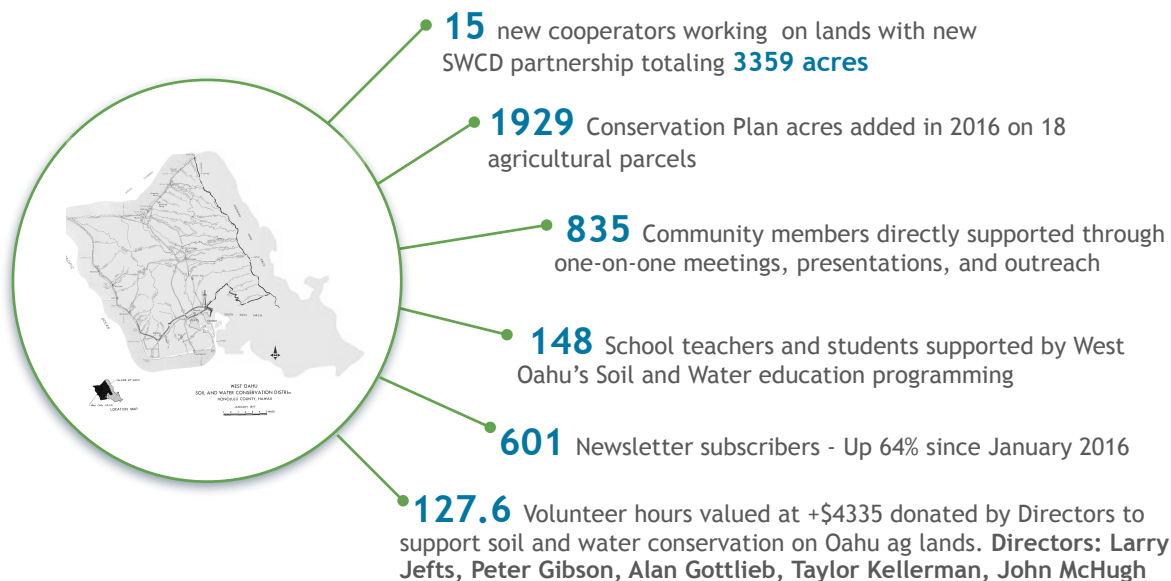 15 new cooperators working on lands with new
SWCD partnership totaling 3359 acres
1929 Conservation Plan acres added in 2016 on 18
agricultural parcels
835 Community members directly supported through
one-on-one meetings, presentations, and outreach
148 School teachers and students supported by West
Oahu’s Soil and Water education programming
601 Newsletter subscribers - Up 64% since January 2016
127.6 Volunteer hours valued at +$4335 donated by Directors to
support soil and water conservation on Oahu ag lands. Directors: Larry
Jefts, Peter Gibson, Alan Gottlieb, Taylor Kellerman, John McHugh
WEST OAHU
SOIL AND WATER CONSERVATION DISTRI
HONOLULU COUNTY, HAWAII
LOCATION MAP